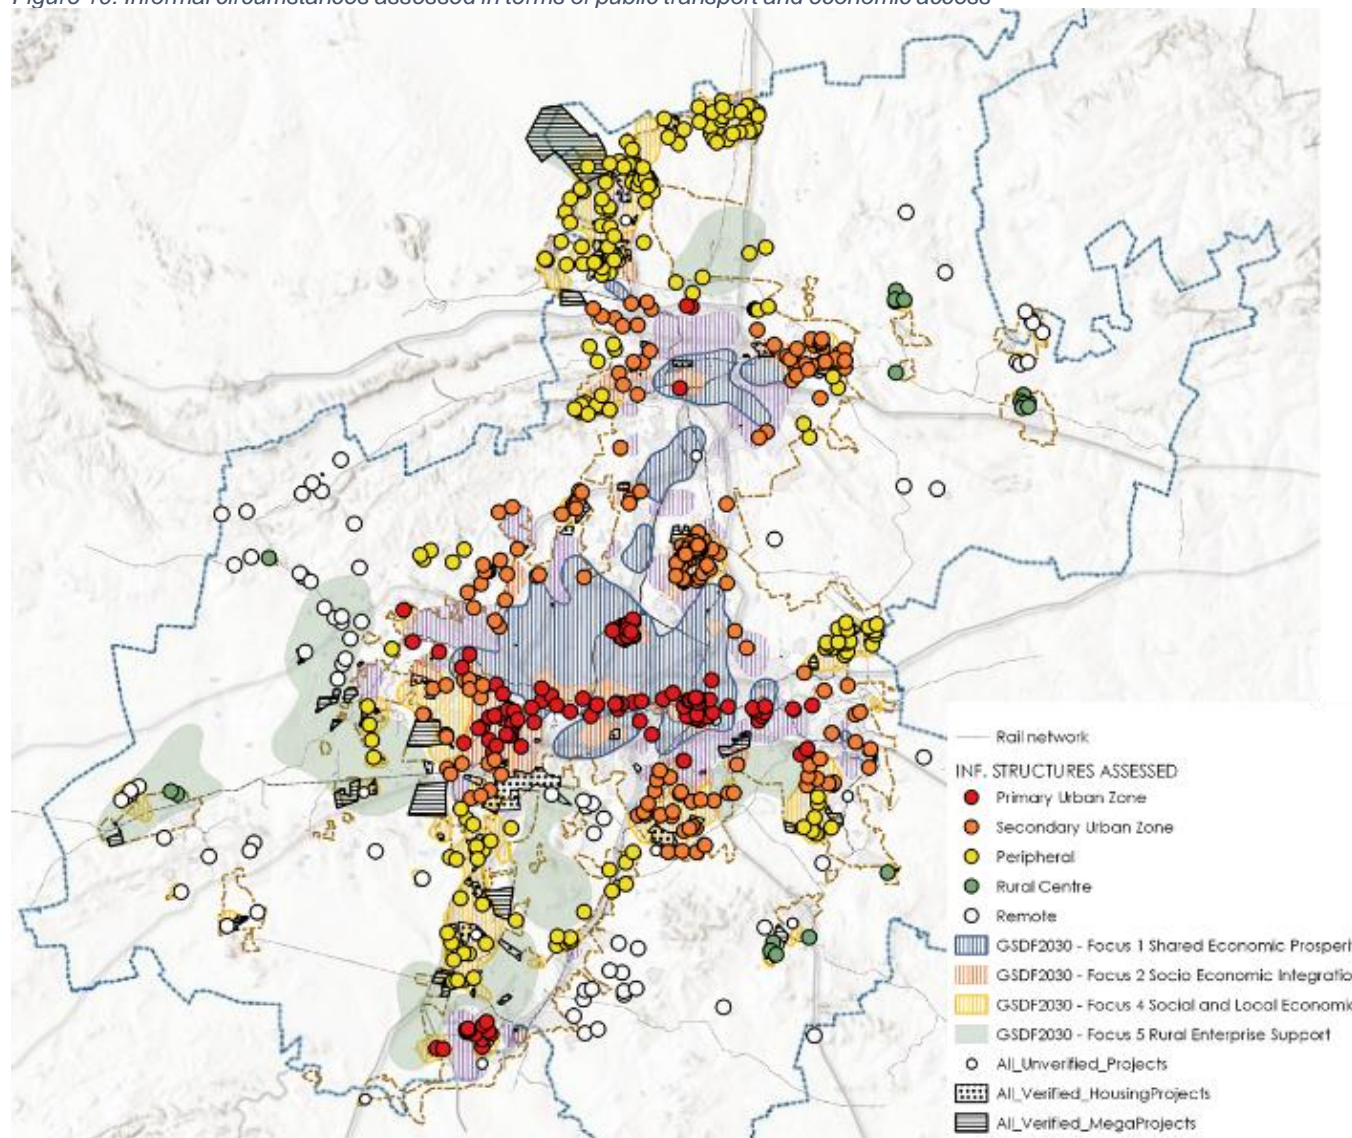 Figure 10: Informal circumstances assessed in terms of public transport and economic access
Rail network
INF. STRUCTURES ASSESSED
Primary Urban Zone
Secondary Urban Zone
Peripheral
Rural Centre
Remote
GSDF2030 - Focus 1 Shared Economic Prosperi
GSDF2030 - Focus 2 Socio Economic Integratio
GSDF2030 - Focus 4 Social and Local Economic
GSDF2030 - Focus 5 Rural Enterprise Support
All_Unverified_Projects
All_Verified_HousingProjects
All_Verified_MegaProjects